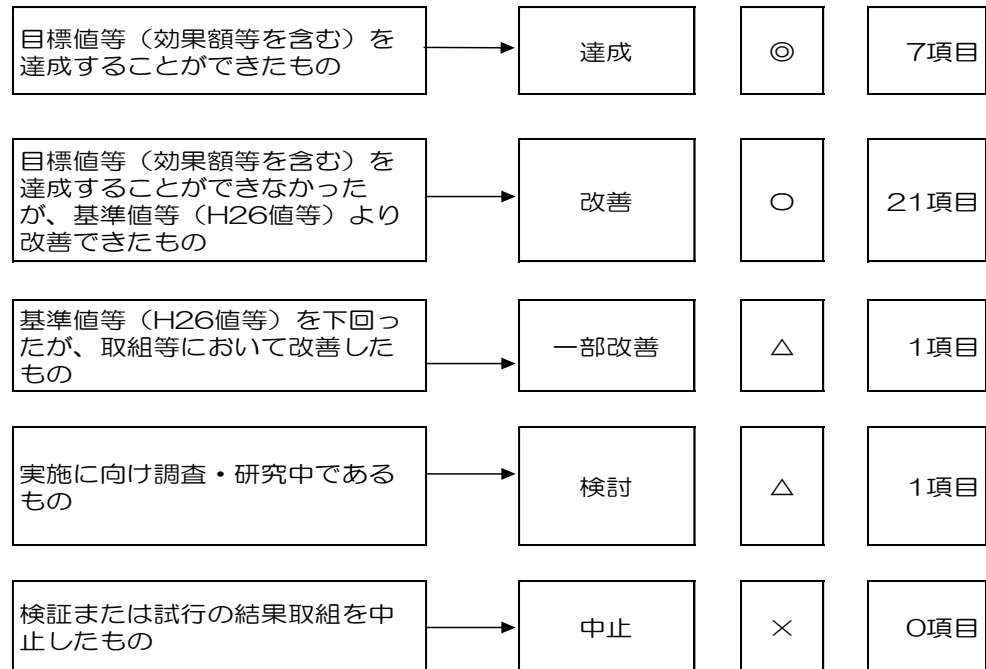 目標値等（効果額等を含む）を
達成することができたもの
達成
◎
7項目
目標値等（効果額等を含む）を
達成することができなかった
が、基準値等（H26値等）より
改善できたもの
改善
○
21項目
基準値等（H26値等）を下回っ
たが、取組等において改善した
もの
一部改善
△
1項目
実施に向け調査・研究中である
もの
検討
△
1項目
検証または試行の結果取組を中
止したもの
中止
×
0項目